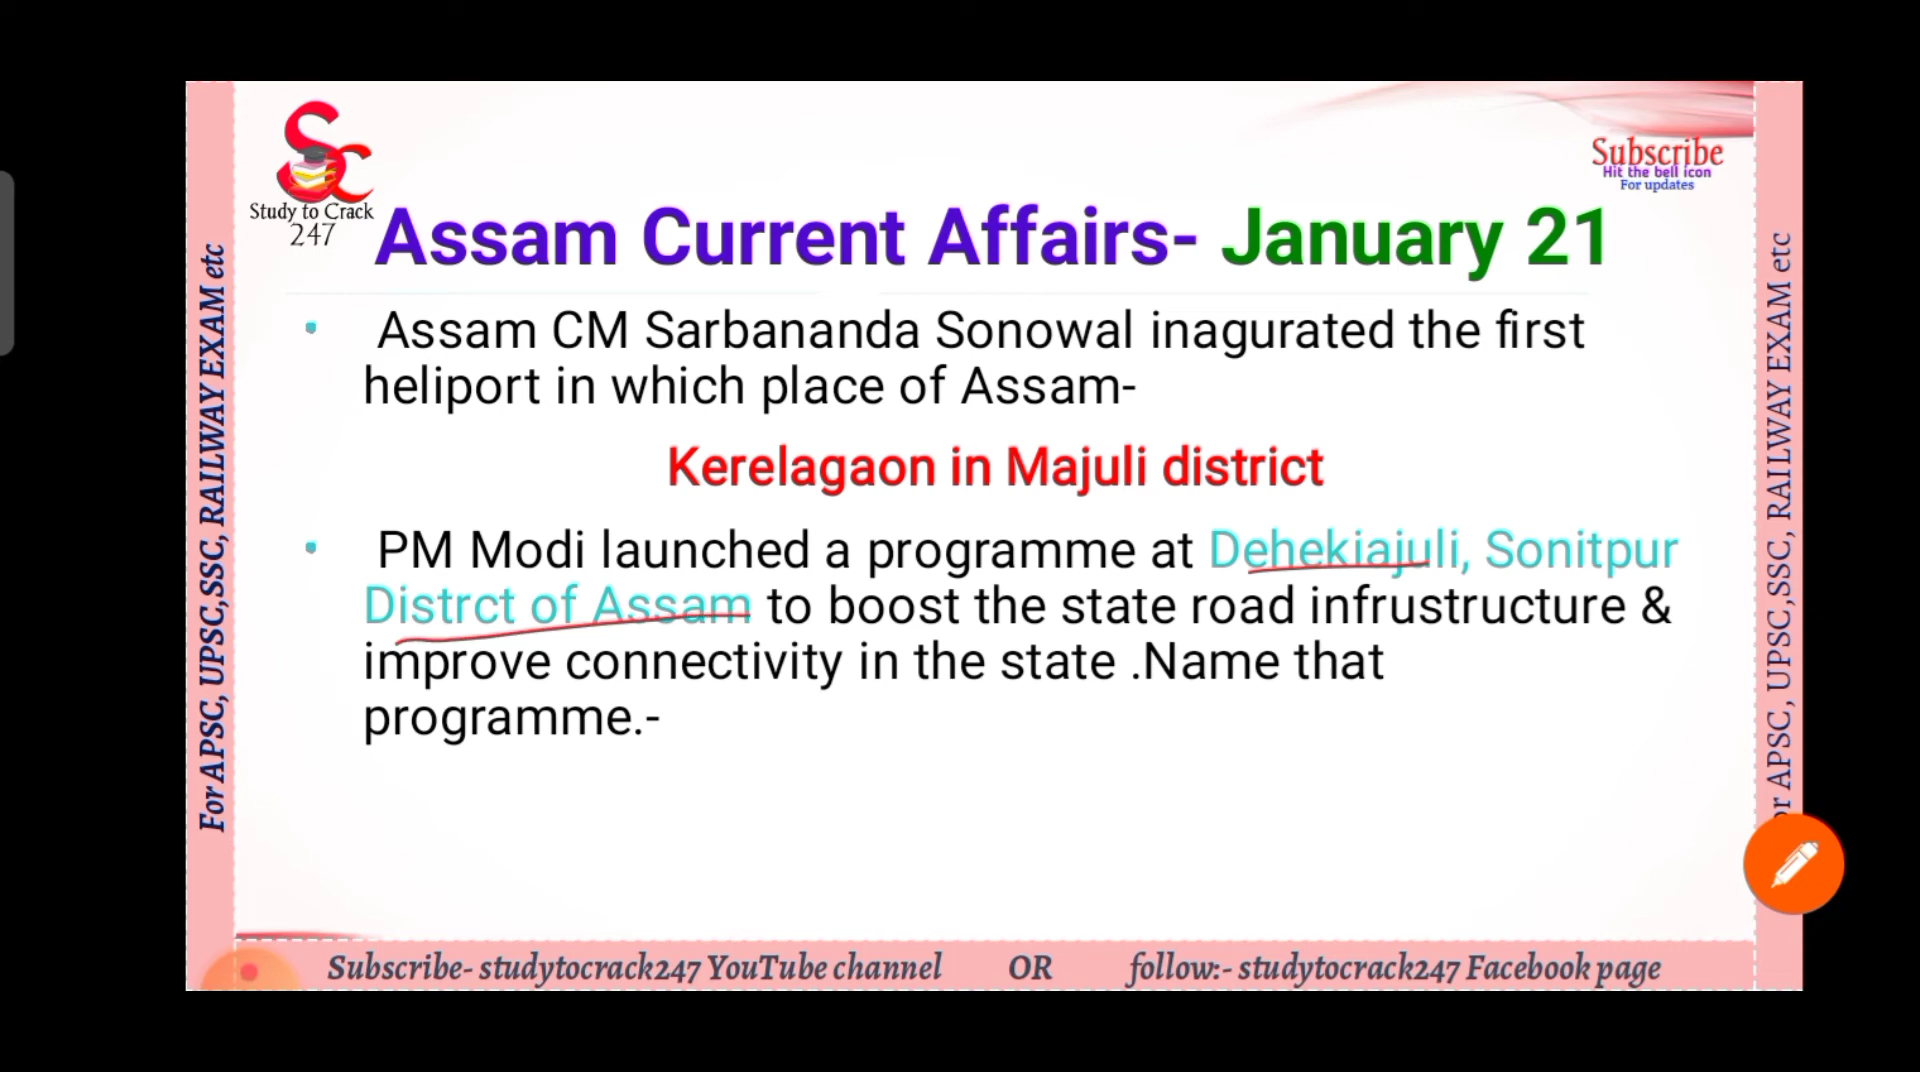 Study to Crack
247
Subscribe
Hit the bell icon
For updates
Assam Current Affairs- January 21
Assam CM Sarbananda Sonowal inagurated the first
heliport in which place of Assam-
Kerelagaon in Majuli district
PM Modi launched a programme at Dehekiajuli, Sonitpur
Distrct of Assam to boost the state road infrustructure &
improve connectivity in the state .Name that
programme.-
For APSC, UPSC,SSC, RAILWAY EXAM etc
or APSC, UPSC,SSC, RAILWAY EXAM etc
Subscribe- studytocrack247 YouTube channel OR follow:- studytocrack247 Facebook page